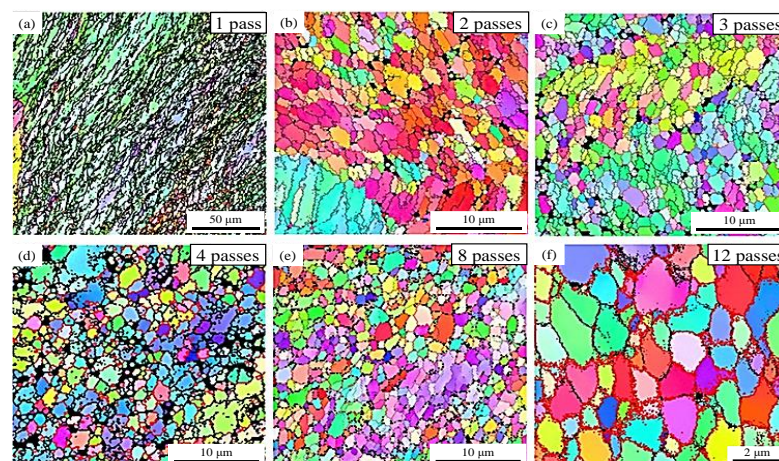 (a) 1 pass
50 μm
(b) 2 passes
10 μm
(c) 3 passes
10 μm
(d) 4 passes
10 μm
(e) 8 passes
10 μm
(f) 12 passes
2 μm